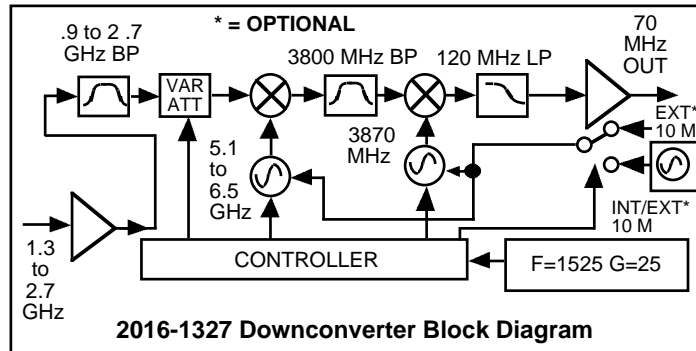 * = OPTIONAL
.9 to 2 .7
GHz BP
3800 MHz BP
120 MHz LP
70
MHz
OUT
VAR
ATT
EXT*
10 M
3870
MHz
5.1
to
6.5
GHz
INT/EXT*
10 M
1.3
to
2.7
GHz
CONTROLLER
F=1525 G=25
2016-1327 Downconverter Block Diagram